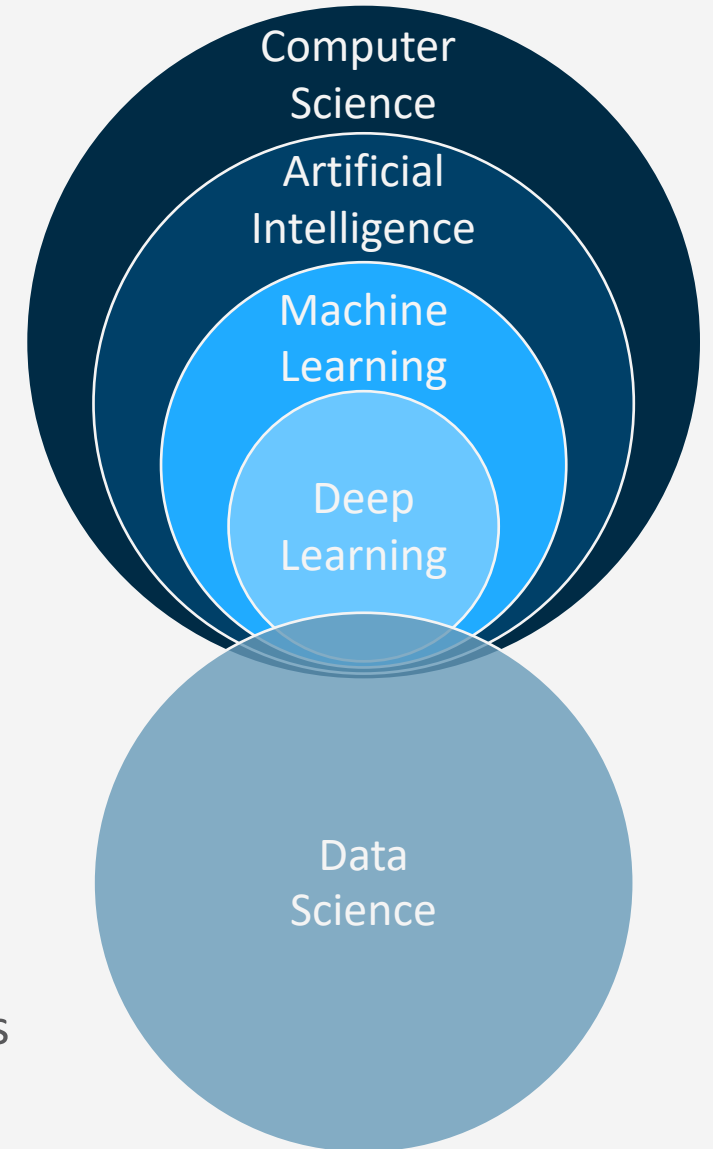 Computer
Science
Artificial
Intelligence
Machine
Learning
Deep
Learning
Data
Science
s